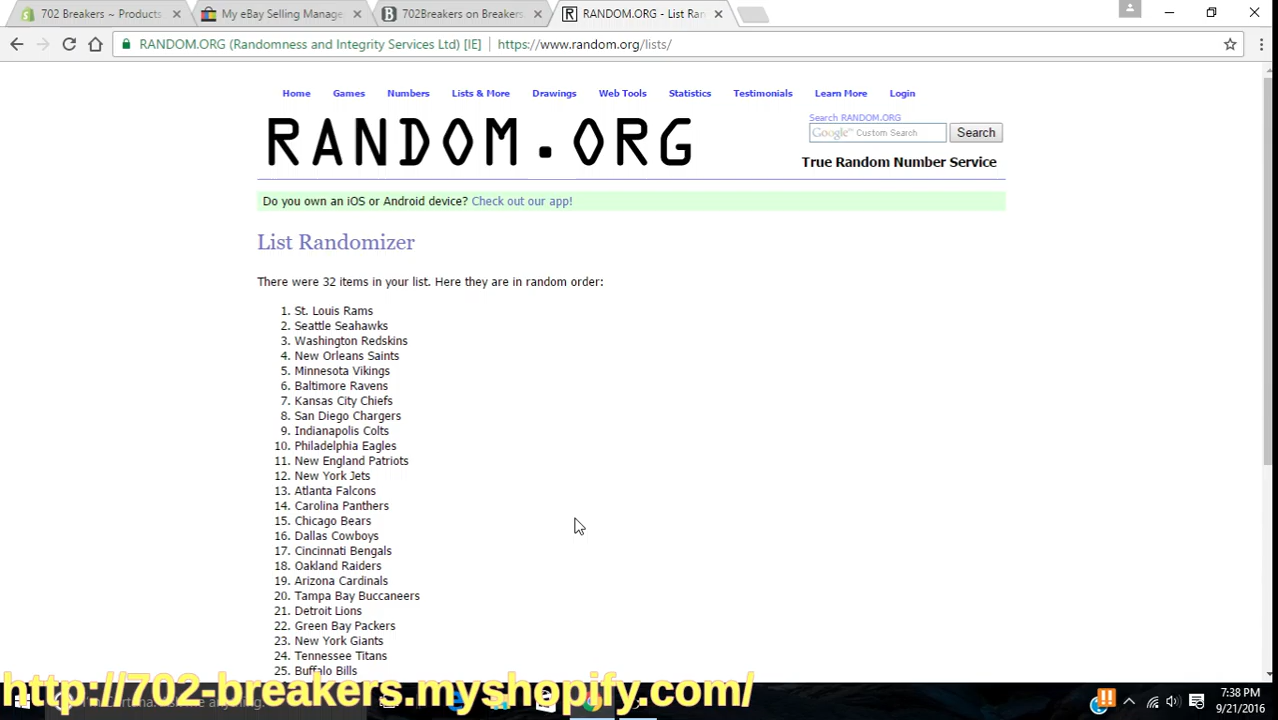 702 Breakers ~ Products
My eBay Selling Manage
702Breakers on Breakers
RANDOM.ORG - List Ran
RANDOM.ORG (Randomness and Integrity Services Ltd) [IE] https://www.random.org/lists/
Home Games Numbers Lists & More Drawings Web Tools Statistics Testimonials Learn More Login
RANDOM.ORG
Search RANDOM.ORG
Google™ Custom Search Search
True Random Number Service
Do you own an iOS or Android device? Check out our app!
List Randomizer
There were 32 items in your list. Here they are in random order:
1. St. Louis Rams
2. Seattle Seahawks
3. Washington Redskins
4. New Orleans Saints
5. Minnesota Vikings
6. Baltimore Ravens
7. Kansas City Chiefs
8. San Diego Chargers
9. Indianapolis Colts
10. Philadelphia Eagles
11. New England Patriots
12. New York Jets
13. Atlanta Falcons
14. Carolina Panthers
15. Chicago Bears
16. Dallas Cowboys
17. Cincinnati Bengals
18. Oakland Raiders
19. Arizona Cardinals
20. Tampa Bay Buccaneers
21. Detroit Lions
22. Green Bay Packers
23. New York Giants
24. Tennessee Titans
25. Buffalo Bills
http://702-breakers.myshopify.com/
7:38 PM
9/21/2016